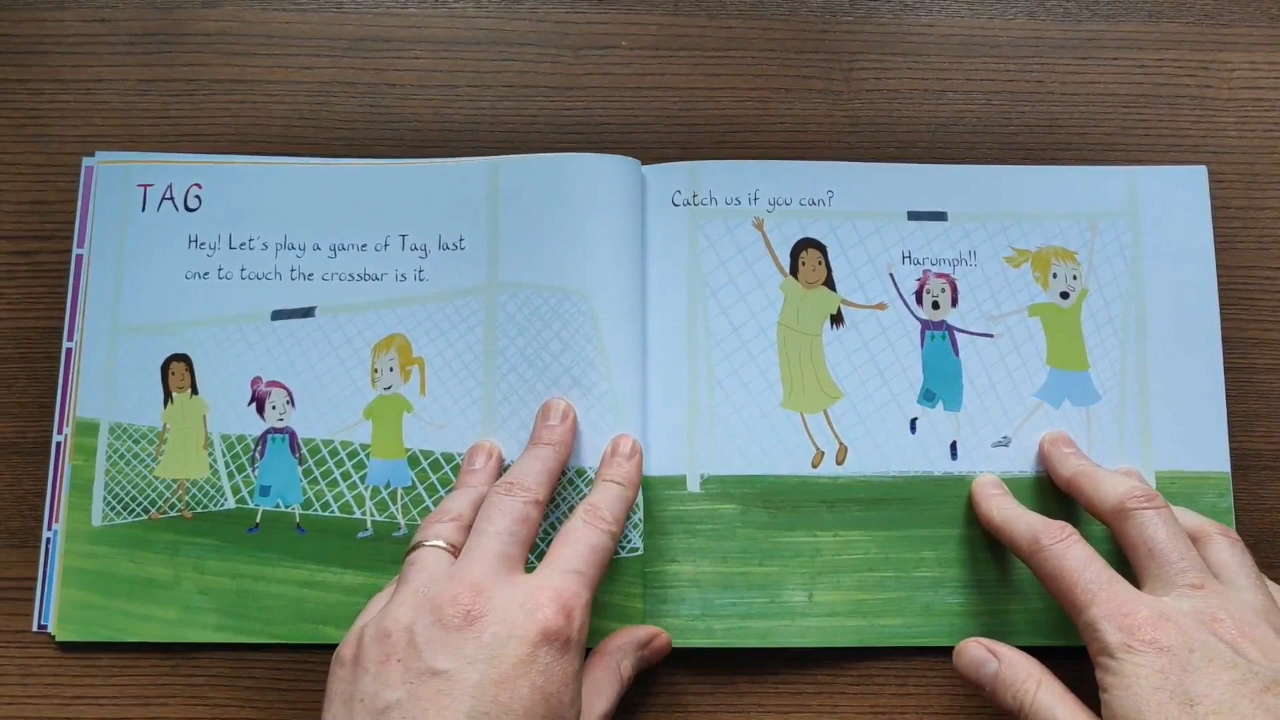 TAG
Hey! Let's play a game of Tag, last
one to touch the crossbar is it.
Catch us if you can?
Harumph!!